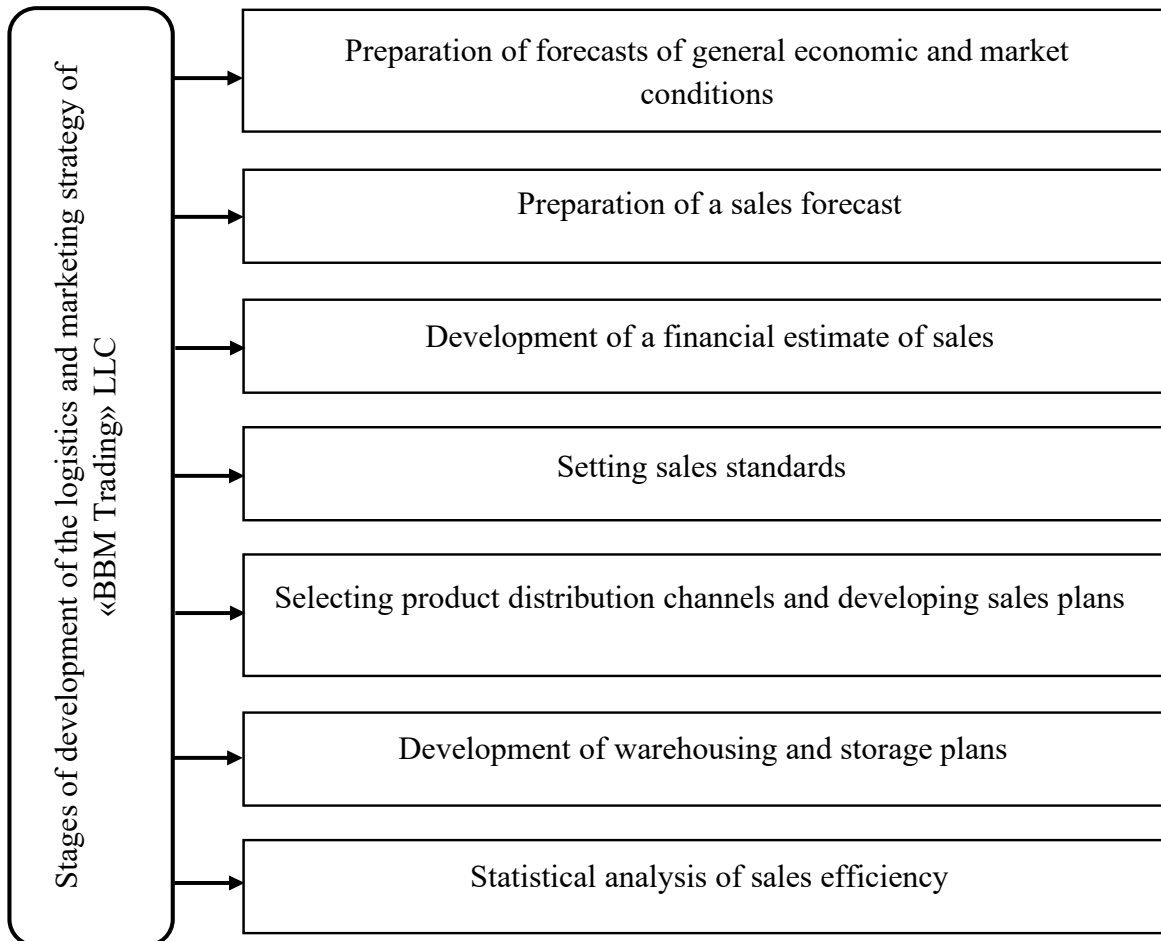 Stages of development of the logistics and marketing strategy of
«BBM Trading» LLC
Preparation of forecasts of general economic and market
conditions
Preparation of a sales forecast
Development of a financial estimate of sales
Setting sales standards
Selecting product distribution channels and developing sales plans
Development of warehousing and storage plans
Statistical analysis of sales efficiency